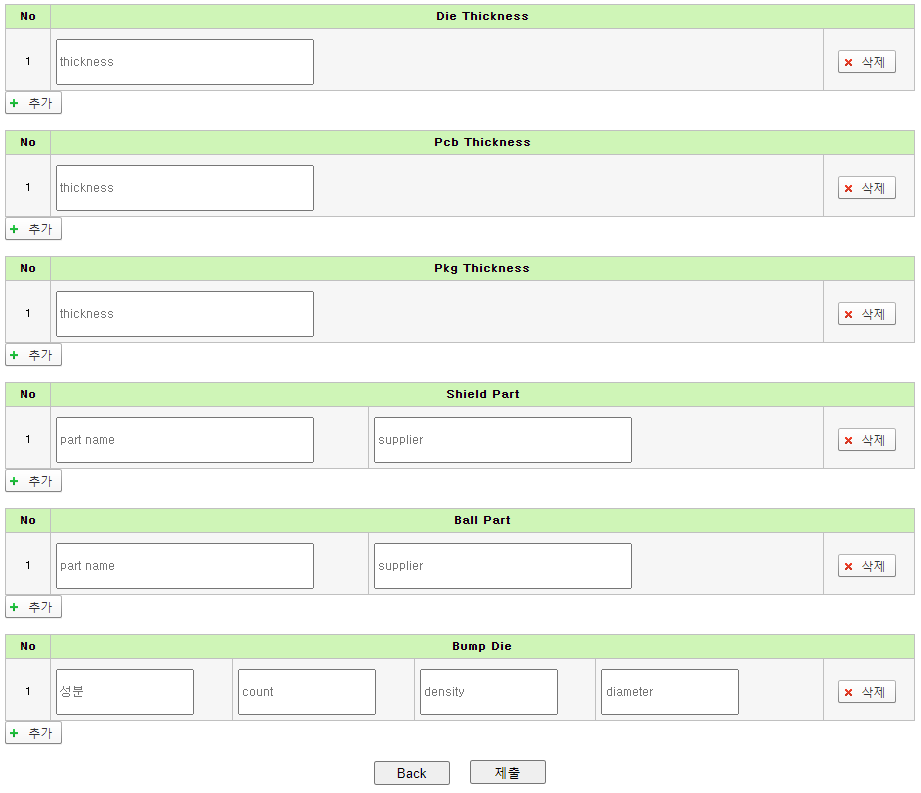 No Die Thickness
1 thickness 삭제
추가
No Pcb Thickness
1 thickness 삭제
추가
No Pkg Thickness
1 thickness 삭제
추가
No Shield Part
1 part name supplier 삭제
추가
No Ball Part
1 part name supplier 삭제
추가
No Bump Die
1 성분 count density diameter 삭제
추가
Back 제출